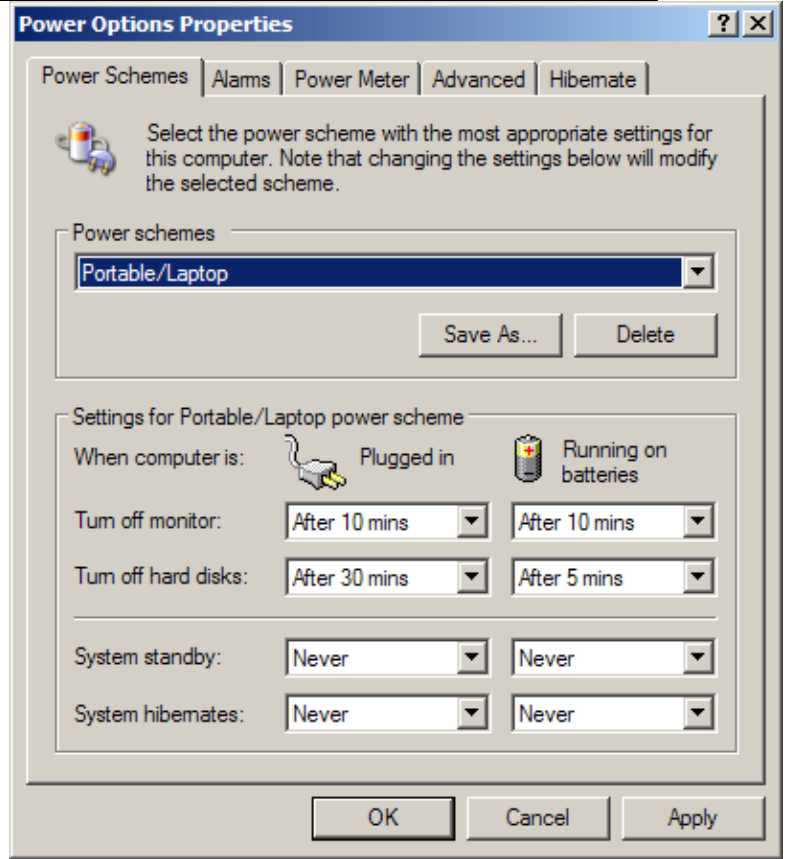 Power Options Properties
Power Schemes Alarms Power Meter Advanced Hibernate
Select the power scheme with the most appropriate settings for
this computer. Note that changing the settings below will modify
the selected scheme.
Power schemes
Portable/Laptop
Save As... Delete
Settings for Portable/Laptop power scheme
When computer is: Plugged in Running on
batteries
Turn off monitor: After 10 mins After 10 mins
Turn off hard disks: After 30 mins After 5 mins
System standby: Never Never
System hibernates: Never Never
OK Cancel Apply